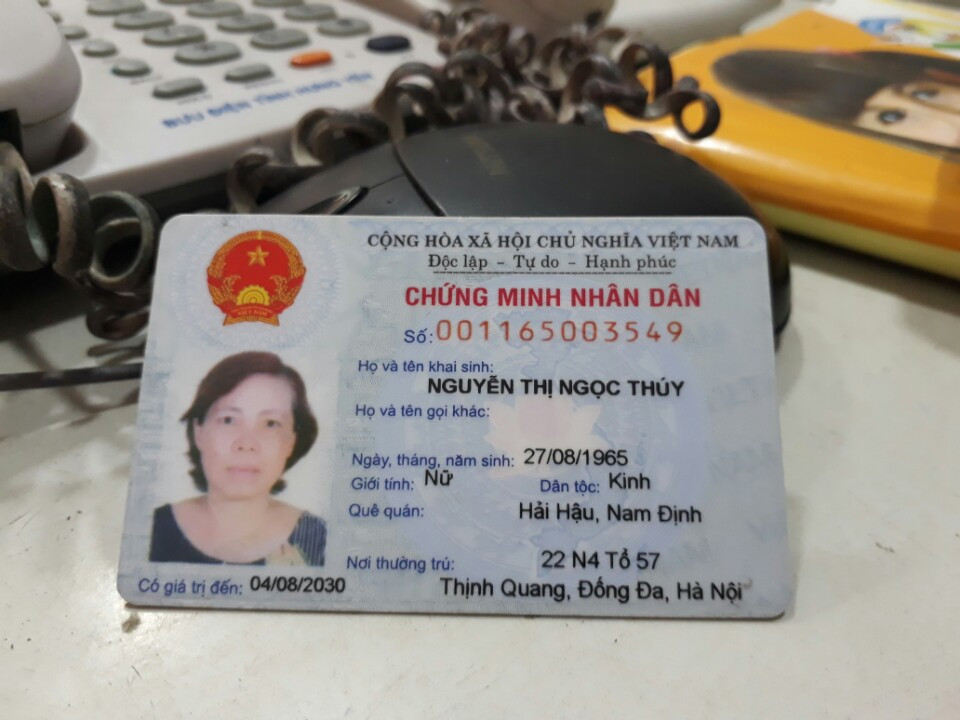 BƯU ĐIỆN TỈNH HƯNG YÊN
CỘNG HÒA XÃ HỘI CHỦ NGHĨA VIỆT NAM
Độc lập - Tự do - Hạnh phúc
CHỨNG MINH NHÂN DÂN
Số: 001165003549
Họ và tên khai sinh:
NGUYỄN THỊ NGỌC THÚY
Họ và tên gọi khác:
Ngày, tháng, năm sinh: 27/08/1965
Giới tính: Nữ Dân tộc: Kinh
Quê quán: Hải Hậu, Nam Định
Nơi thường trú: 22 N4 Tổ 57
Thịnh Quang, Đống Đa, Hà Nội
Có giá trị đến: 04/08/2030